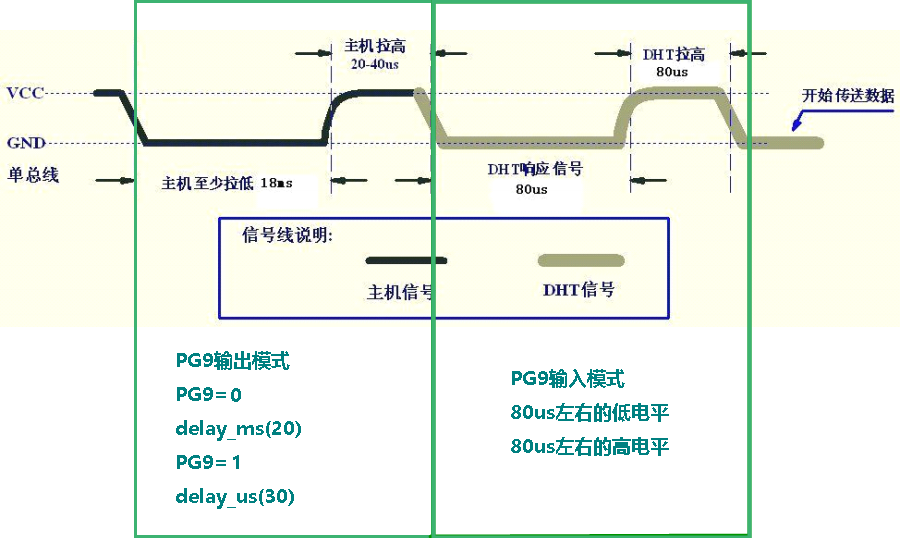 主机拉高
20-40us
DHT拉高
80us
VCC
开始传送数据
GND
单总线
主机至少拉低 18ms
DHT响应信号
80us
信号线说明:
主机信号
DHT信号
PG9输出模式
PG9=0
delay_ms(20)
PG9=1
delay_us(30)
PG9输入模式
80us左右的低电平
80us左右的高电平